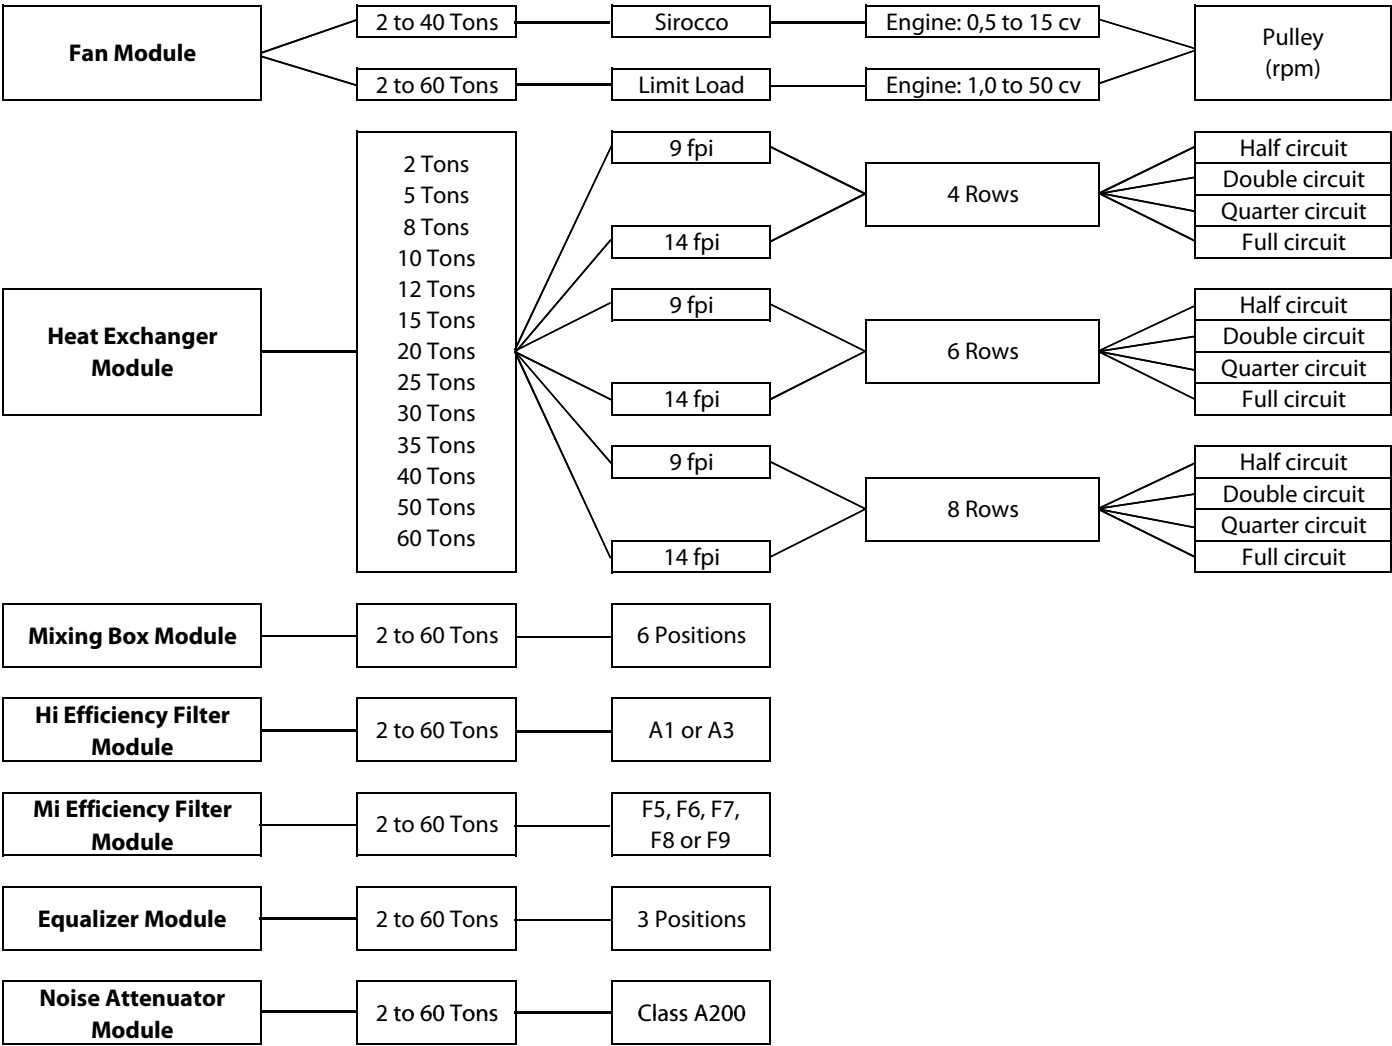 Fan Module
2 to 40 Tons
Sirocco
Engine: 0,5 to 15 cv
2 to 60 Tons
Limit Load
Engine: 1,0 to 50 cv
Pulley
(rpm)
Heat Exchanger
Module
2 Tons
5 Tons
8 Tons
10 Tons
12 Tons
15 Tons
20 Tons
25 Tons
30 Tons
35 Tons
40 Tons
50 Tons
60 Tons
9 fpi
14 fpi
4 Rows
Half circuit
Double circuit
Quarter circuit
Full circuit
9 fpi
14 fpi
6 Rows
Half circuit
Double circuit
Quarter circuit
Full circuit
9 fpi
14 fpi
8 Rows
Half circuit
Double circuit
Quarter circuit
Full circuit
Mixing Box Module
2 to 60 Tons
6 Positions
Hi Efficiency Filter
Module
2 to 60 Tons
A1 or A3
Mi Efficiency Filter
Module
2 to 60 Tons
F5, F6, F7,
F8 or F9
Equalizer Module
2 to 60 Tons
3 Positions
Noise Attenuator
Module
2 to 60 Tons
Class A200